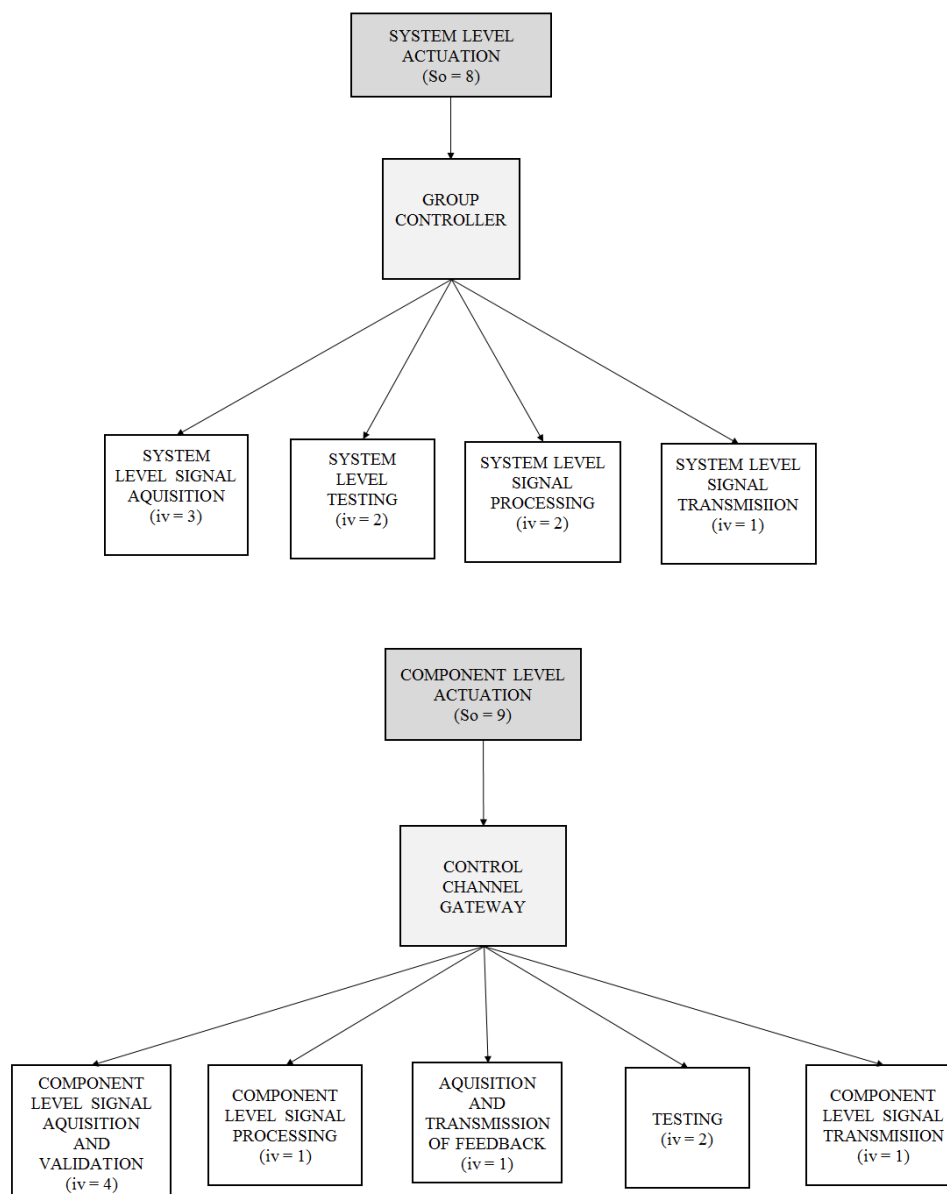 SYSTEM LEVEL
ACTUATION
(So = 8)
GROUP
CONTROLLER
SYSTEM
LEVEL SIGNAL
AQUISITION
(iv = 3)
SYSTEM
LEVEL
TESTING
(iv = 2)
SYSTEM LEVEL
SIGNAL
PROCESSING
(iv = 2)
SYSTEM LEVEL
SIGNAL
TRANSMISIION
(iv = 1)
COMPONENT LEVEL
ACTUATION
(So = 9)
CONTROL
CHANNEL
GATEWAY
COMPONENT
LEVEL SIGNAL
AQUISITION
AND
VALIDATION
(iv = 4)
COMPONENT
LEVEL SIGNAL
PROCESSING
(iv = 1)
AQUISITION
AND
TRANSMISSION
OF FEEDBACK
(iv = 1)
TESTING
(iv = 2)
COMPONENT
LEVEL SIGNAL
TRANSMISIION
(iv = 1)